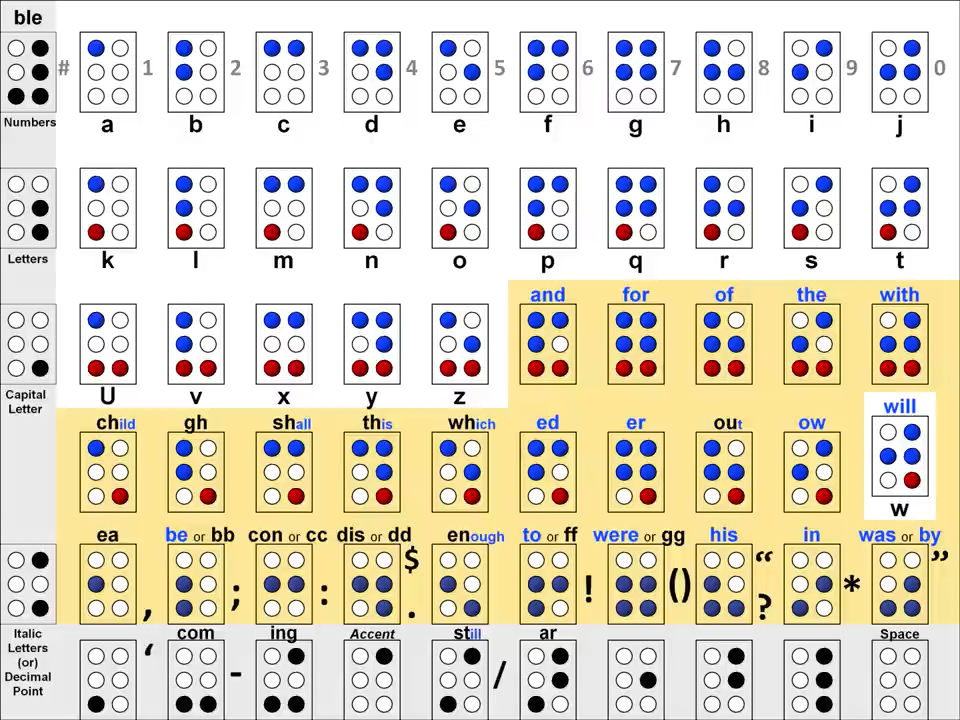 ble
# 1 2 3 4 5 6 7 8 9 0
Numbers a b c d e f g h i j
Letters k l m n o p q r s t
and for of the with
Capital
Letter
U v x y z
will
child gh shall this which ed er out ow
w
ea be or bb con or cc dis or dd enough to or ff were or gg his in was or by
, ; : $ . ! () “ ? * ”
Italic
Letters
(or)
Decimal
Point
com ing Accent still ar Space
‘ - /